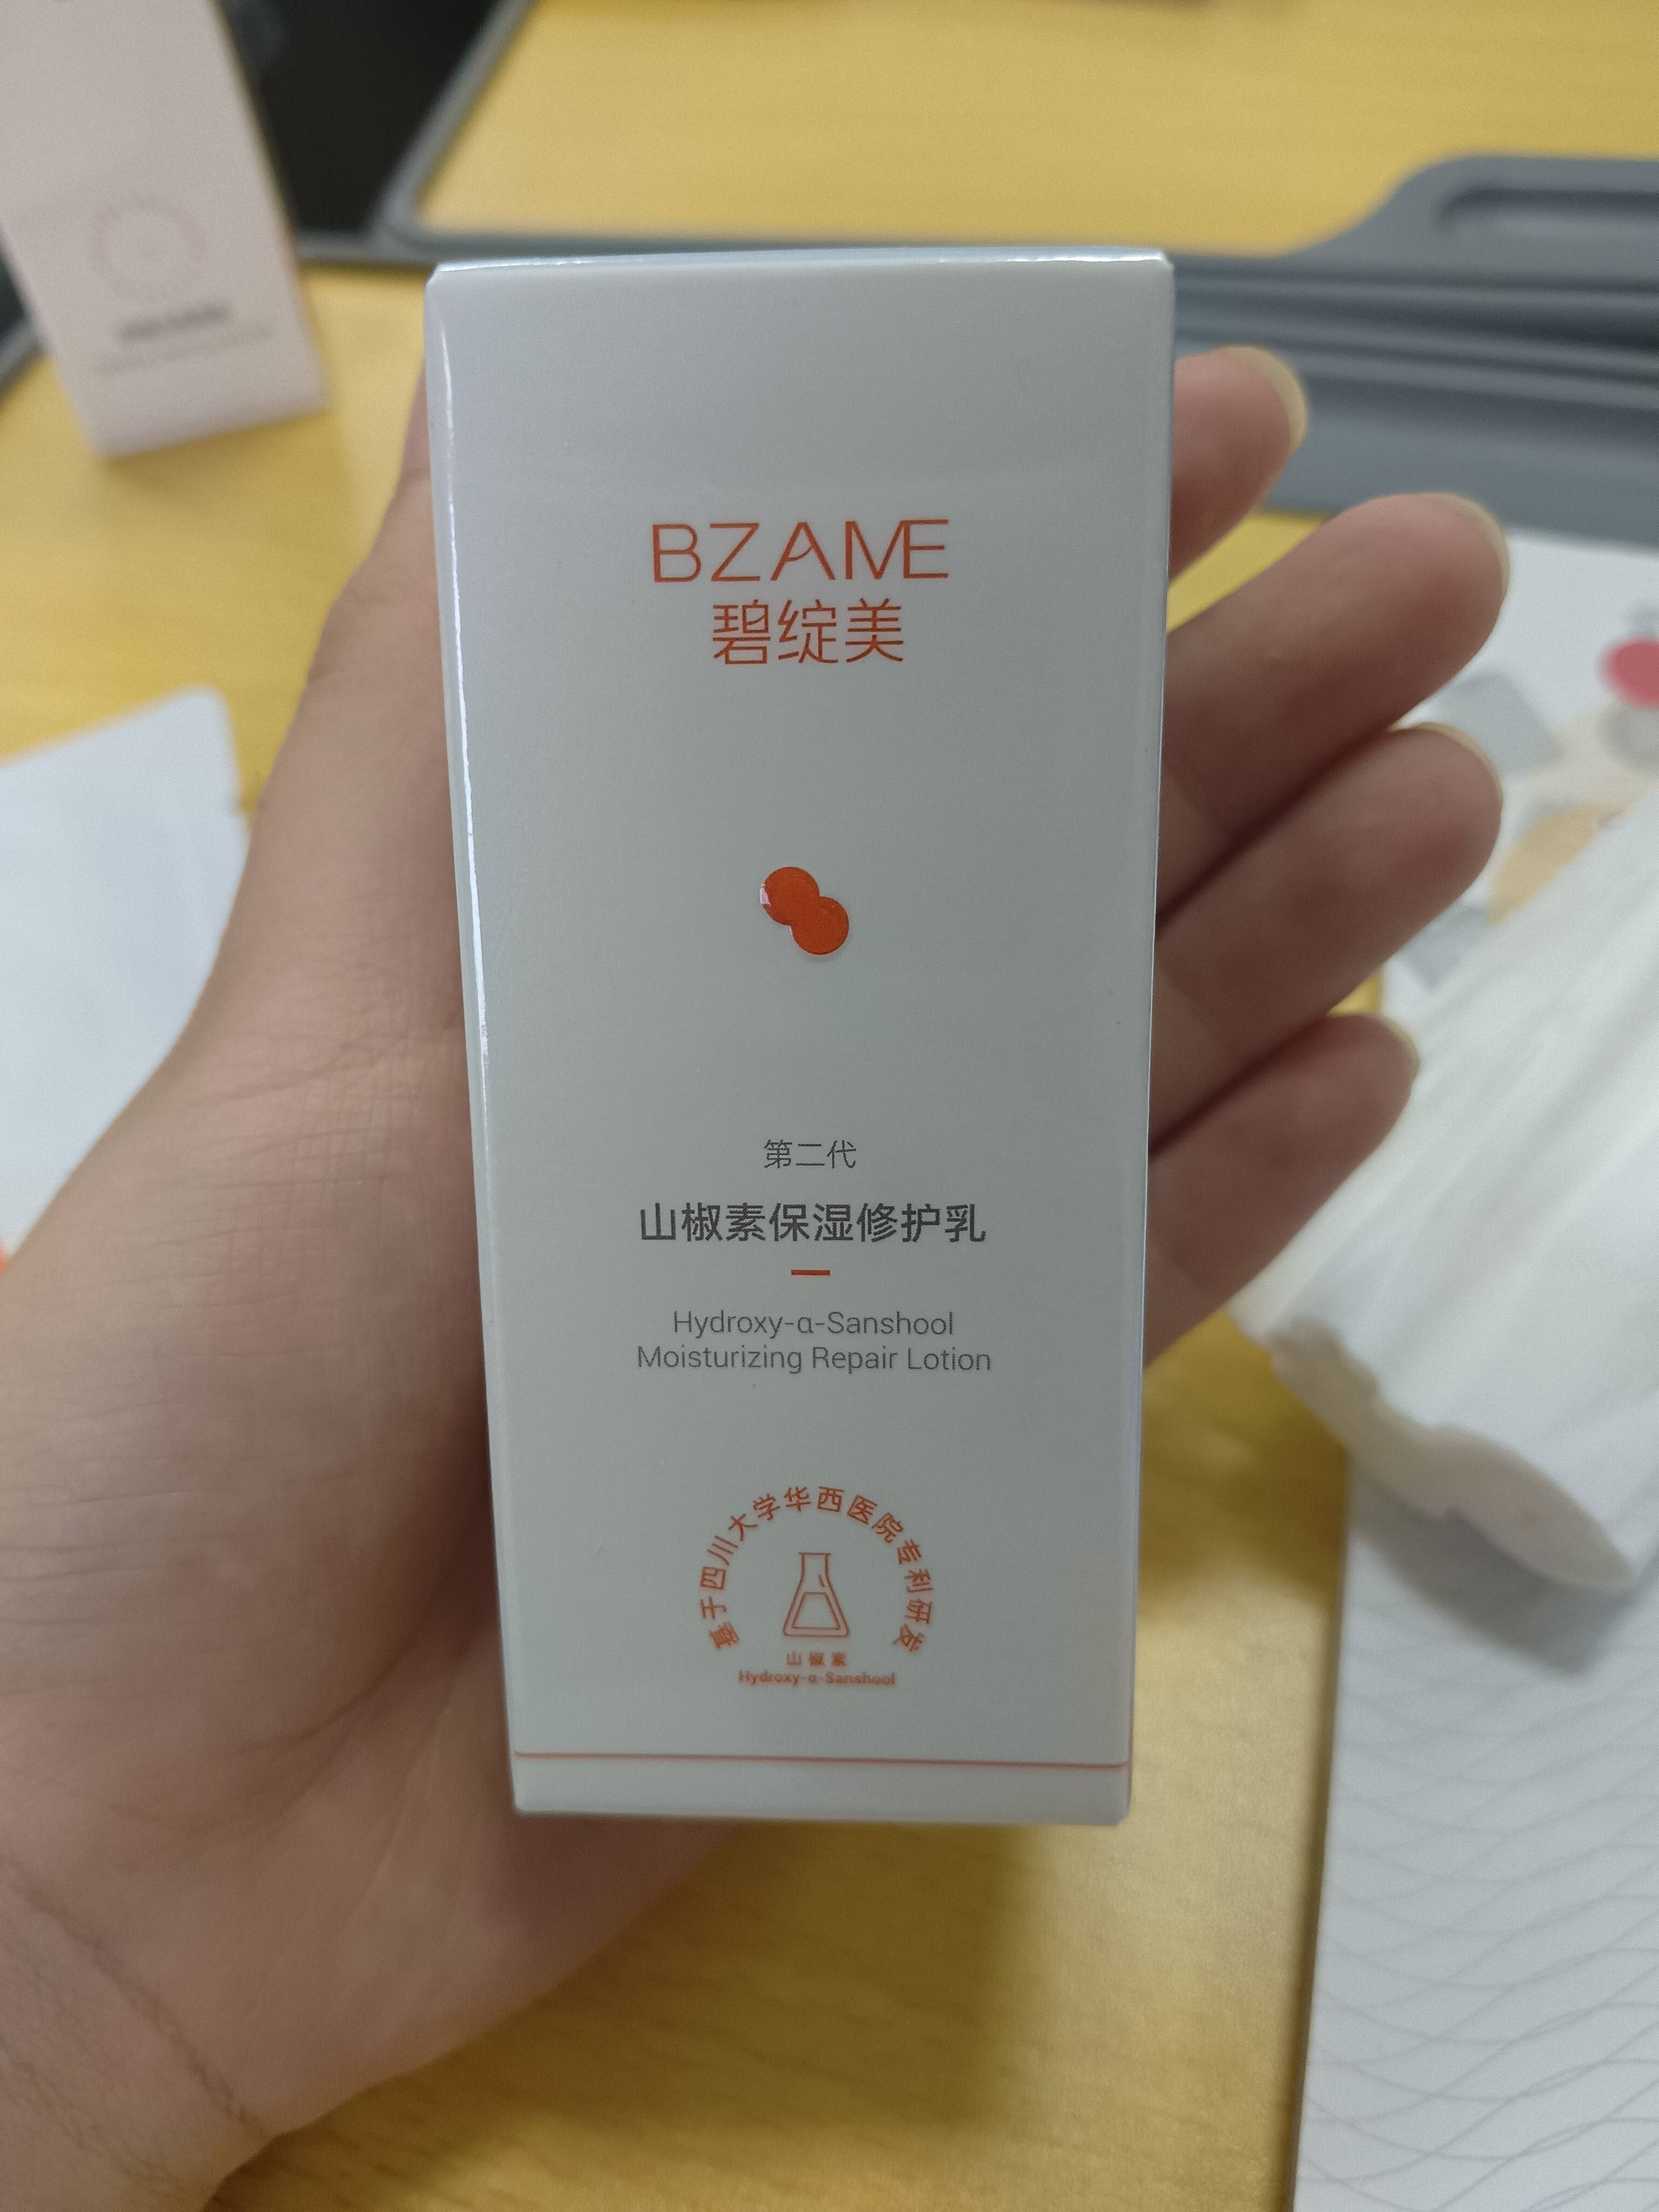 BZAME
碧绽美
第二代
山椒素保湿修护乳
Hydroxy-α-Sanshool
Moisturizing Repair Lotion
基于四川大学华西医院专利研发
山椒素
Hydroxy-α-Sanshool